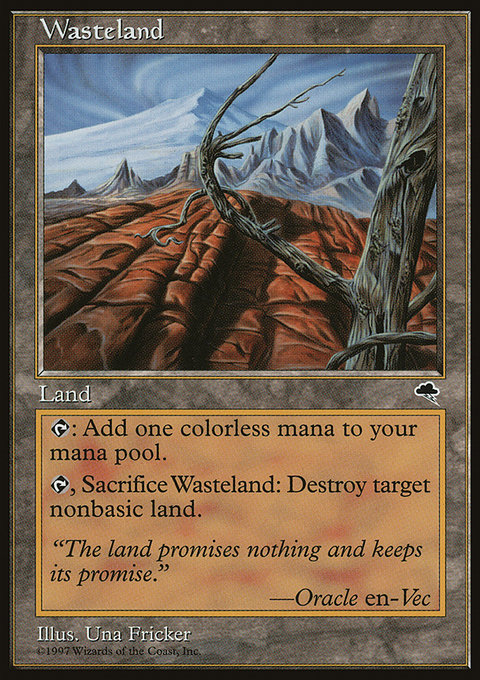 Wasteland
Land
: Add one colorless mana to your
mana pool.
, Sacrifice Wasteland: Destroy target
nonbasic land.
“The land promises nothing and keeps
its promise.”
—Oracle en-Vec
Illus. Una Fricker
©1997 Wizards of the Coast, Inc.